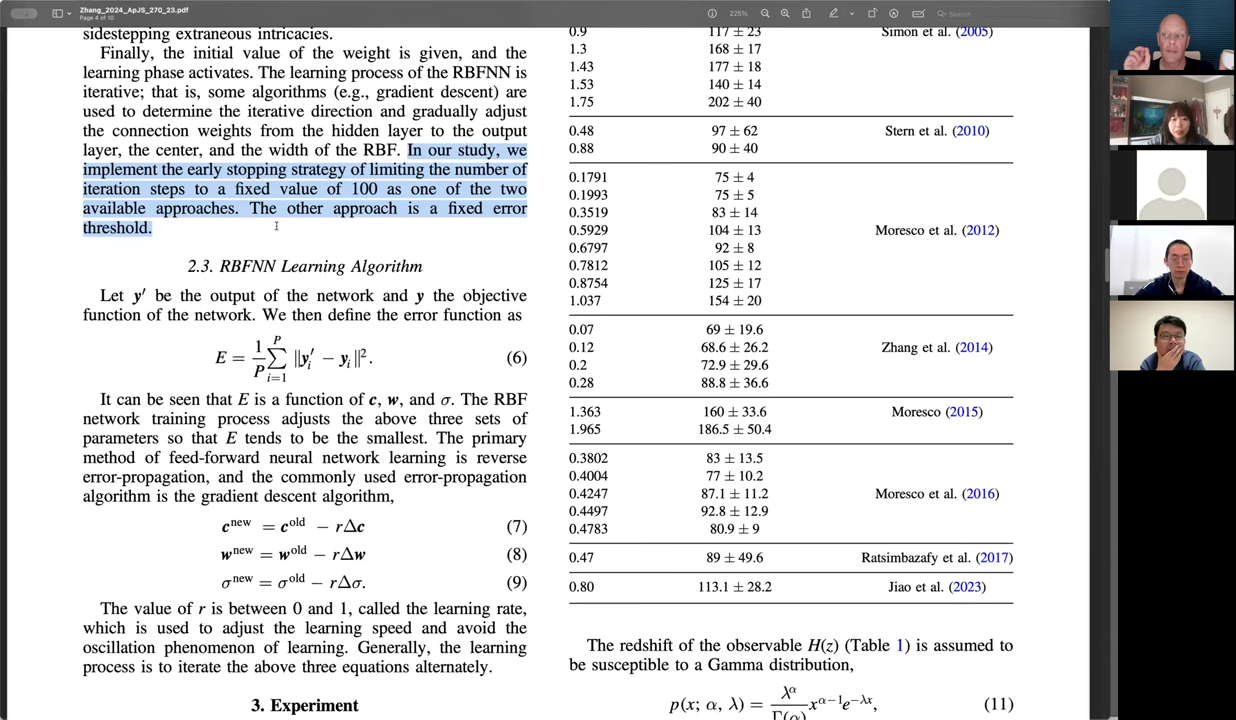 Zhang_2024_ApJS_270_23.pdf
Page 4 of 10
225%
Search
sidestepping extraneous intricacies.
Finally, the initial value of the weight is given, and the
learning phase activates. The learning process of the RBFNN is
iterative; that is, some algorithms (e.g., gradient descent) are
used to determine the iterative direction and gradually adjust
the connection weights from the hidden layer to the output
layer, the center, and the width of the RBF. In our study, we
implement the early stopping strategy of limiting the number of
iteration steps to a fixed value of 100 as one of the two
available approaches. The other approach is a fixed error
threshold.
2.3. RBFNN Learning Algorithm
Let y′ be the output of the network and y the objective
function of the network. We then define the error function as
E = 1/P ∑_{i=1}^{P} ‖y′_i − y_i‖². (6)
It can be seen that E is a function of c, w, and σ. The RBF
network training process adjusts the above three sets of
parameters so that E tends to be the smallest. The primary
method of feed-forward neural network learning is reverse
error-propagation, and the commonly used error-propagation
algorithm is the gradient descent algorithm,
c^new = c^old − rΔc (7)
w^new = w^old − rΔw (8)
σ^new = σ^old − rΔσ. (9)
The value of r is between 0 and 1, called the learning rate,
which is used to adjust the learning speed and avoid the
oscillation phenomenon of learning. Generally, the learning
process is to iterate the above three equations alternately.
3. Experiment
0.9 117 ± 23 Simon et al. (2005)
1.3 168 ± 17
1.43 177 ± 18
1.53 140 ± 14
1.75 202 ± 40
0.48 97 ± 62 Stern et al. (2010)
0.88 90 ± 40
0.1791 75 ± 4
0.1993 75 ± 5
0.3519 83 ± 14
0.5929 104 ± 13 Moresco et al. (2012)
0.6797 92 ± 8
0.7812 105 ± 12
0.8754 125 ± 17
1.037 154 ± 20
0.07 69 ± 19.6
0.12 68.6 ± 26.2 Zhang et al. (2014)
0.2 72.9 ± 29.6
0.28 88.8 ± 36.6
1.363 160 ± 33.6 Moresco (2015)
1.965 186.5 ± 50.4
0.3802 83 ± 13.5
0.4004 77 ± 10.2
0.4247 87.1 ± 11.2 Moresco et al. (2016)
0.4497 92.8 ± 12.9
0.4783 80.9 ± 9
0.47 89 ± 49.6 Ratsimbazafy et al. (2017)
0.80 113.1 ± 28.2 Jiao et al. (2023)
The redshift of the observable H(z) (Table 1) is assumed to
be susceptible to a Gamma distribution,
p(x; α, λ) = λ^α/Γ(α) x^{α−1}e^{−λx}, (11)